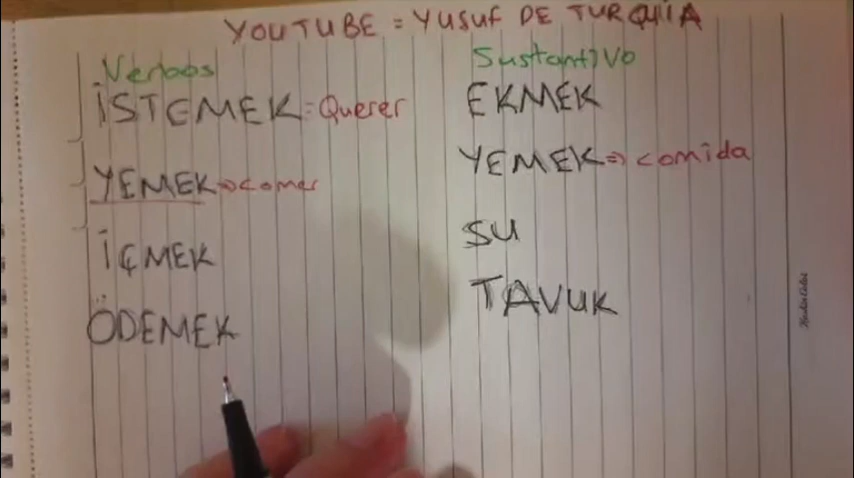 YOUTUBE = YUSUF DE TURQUIA
Verbos
İSTEMEK = Querer
YEMEK => comer
İÇMEK
ÖDEMEK
Sustantivo
EKMEK
YEMEK => comida
SU
TAVUK